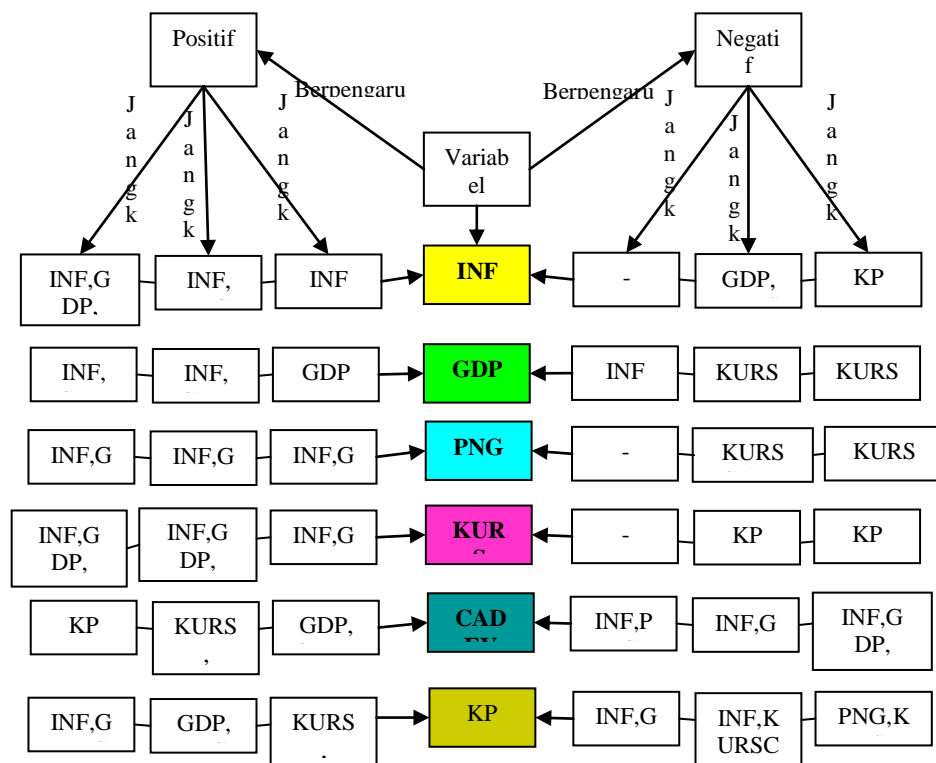 Positif
Negati
f
Berpengaru
Berpengaru
J a n g k
J a n g k
J a n g k
J a n g k
J a n g k
J a n g k
Variab
el
INF,G
DP,
INF,
INF
INF
-
GDP,
KP
INF,
INF,
GDP
GDP
INF
KURS
KURS
INF,G
INF,G
INF,G
PNG
-
KURS
KURS
INF,G
DP,
INF,G
DP,
INF,G
KUR
S
-
KP
KP
KP
KURS
,
GDP,
CAD
EV
INF,P
INF,G
INF,G
DP,
INF,G
GDP,
KURS
,
KP
INF,G
INF,K
URSC
PNG,K